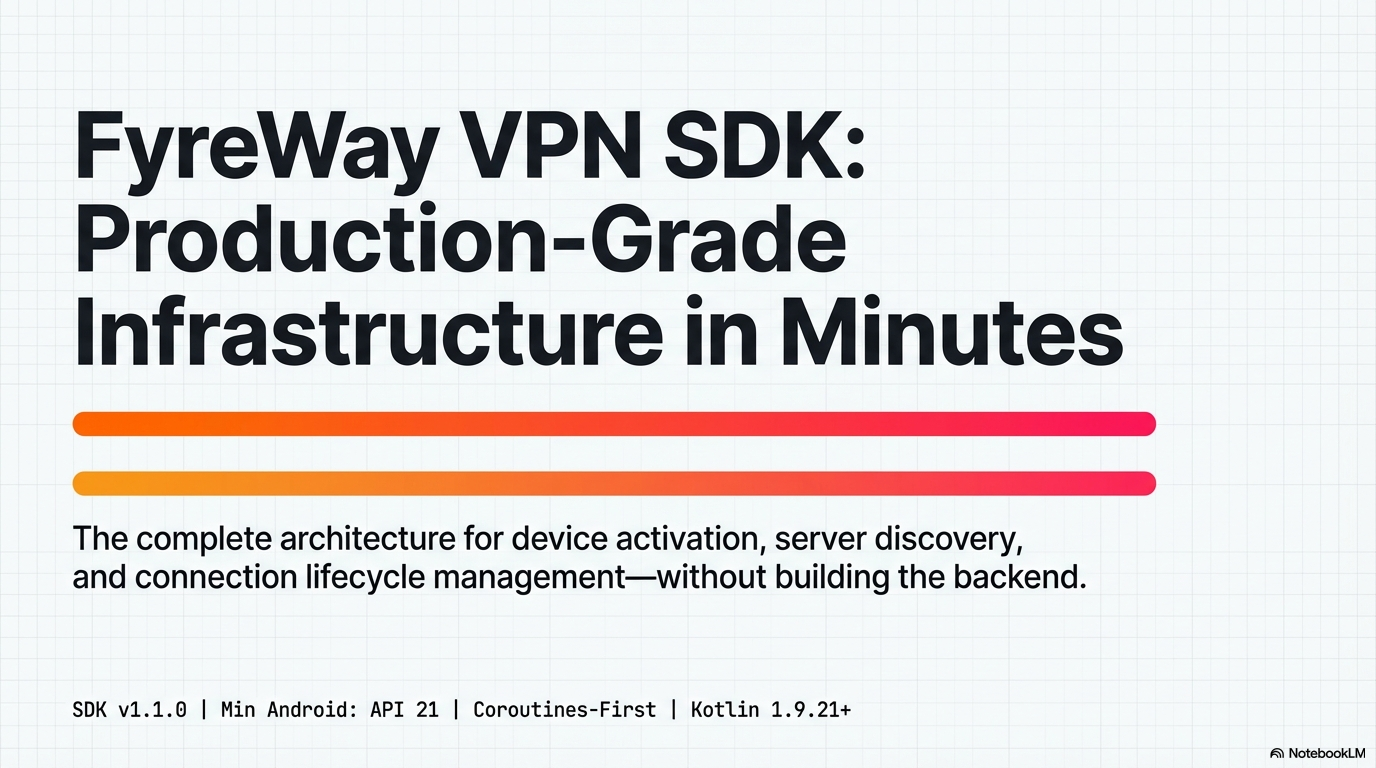 FyreWay VPN SDK:
Production-Grade
Infrastructure in Minutes
The complete architecture for device activation, server discovery,
and connection lifecycle management—without building the backend.
SDK v1.1.0 | Min Android: API 21 | Coroutines-First | Kotlin 1.9.21+
NotebookLM